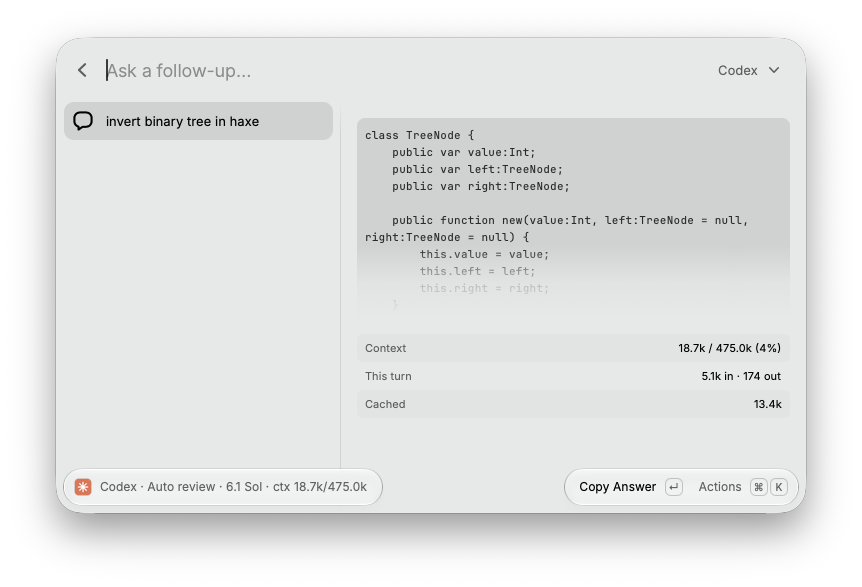 Ask a follow-up...
Codex
invert binary tree in haxe
class TreeNode {
    public var value:Int;
    public var left:TreeNode;
    public var right:TreeNode;

    public function new(value:Int, left:TreeNode = null,
right:TreeNode = null) {
        this.value = value;
        this.left = left;
        this.right = right;
    }
Context 18.7k / 475.0k (4%)
This turn 5.1k in · 174 out
Cached 13.4k
Codex · Auto review · 6.1 Sol · ctx 18.7k/475.0k
Copy Answer ↵ Actions ⌘ K